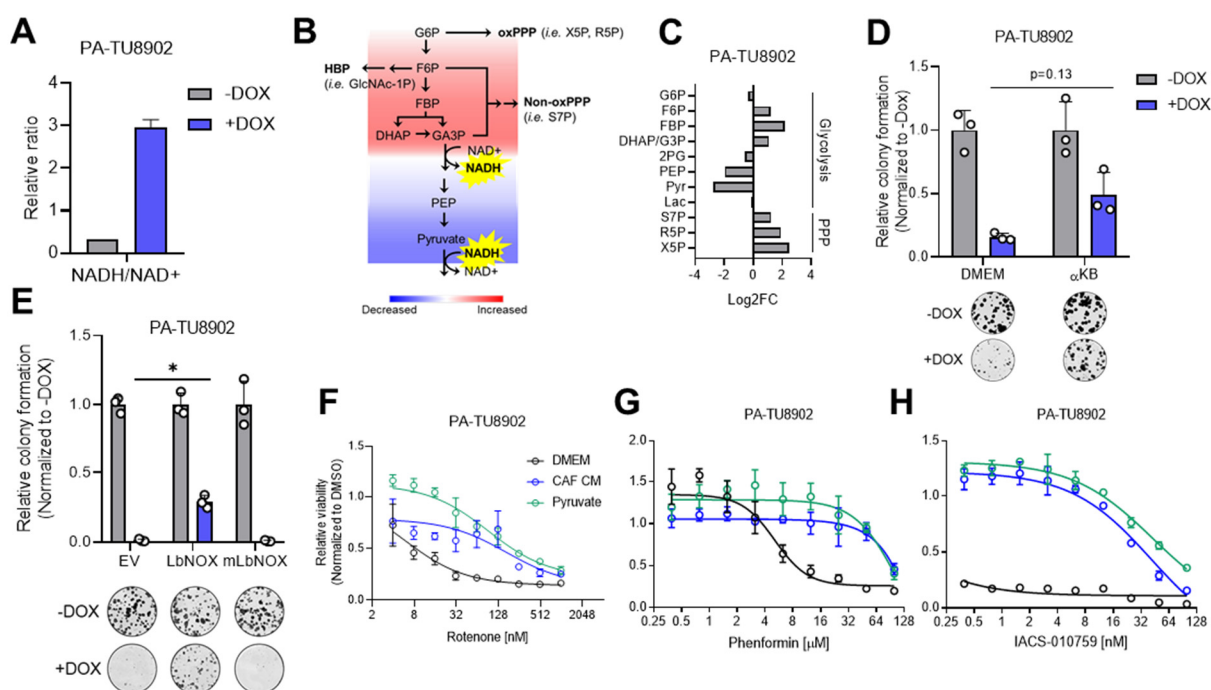 A
PA-TU8902
Relative ratio
4
3
2
1
0
NADH/NAD+
-DOX
+DOX
B
G6P
oxPPP (i.e. X5P, R5P)
HBP
(i.e. GlcNAc-1P)
F6P
FBP
Non-oxPPP
(i.e. S7P)
DHAP
GA3P
NAD+
NADH
PEP
Pyruvate
NADH
NAD+
Decreased
Increased
C
PA-TU8902
G6P
F6P
FBP
DHAP/G3P
2PG
PEP
Pyr
Lac
S7P
R5P
X5P
Glycolysis
PPP
-4 -2 0 2 4
Log2FC
D
PA-TU8902
Relative colony formation
(Normalized to -Dox)
1.5
1.0
0.5
0.0
p=0.13
-DOX
+DOX
DMEM
αKB
-DOX
+DOX
E
PA-TU8902
Relative colony formation
(Normalized to -DOX)
1.5
1.0
0.5
0.0
*
EV
LbNOX
mLbNOX
-DOX
+DOX
F
PA-TU8902
Relative viability
(Normalized to DMSO)
1.5
1.0
0.5
0.0
DMEM
CAF CM
Pyruvate
2 8 32 128 512 2048
Rotenone [nM]
G
PA-TU8902
2.0
1.5
1.0
0.5
0.0
0.25 0.5 1 2 4 8 16 32 64 128
Phenformin [μM]
H
PA-TU8902
1.5
1.0
0.5
0.0
0.25 0.5 1 2 4 8 16 32 64 128
IACS-010759 [nM]